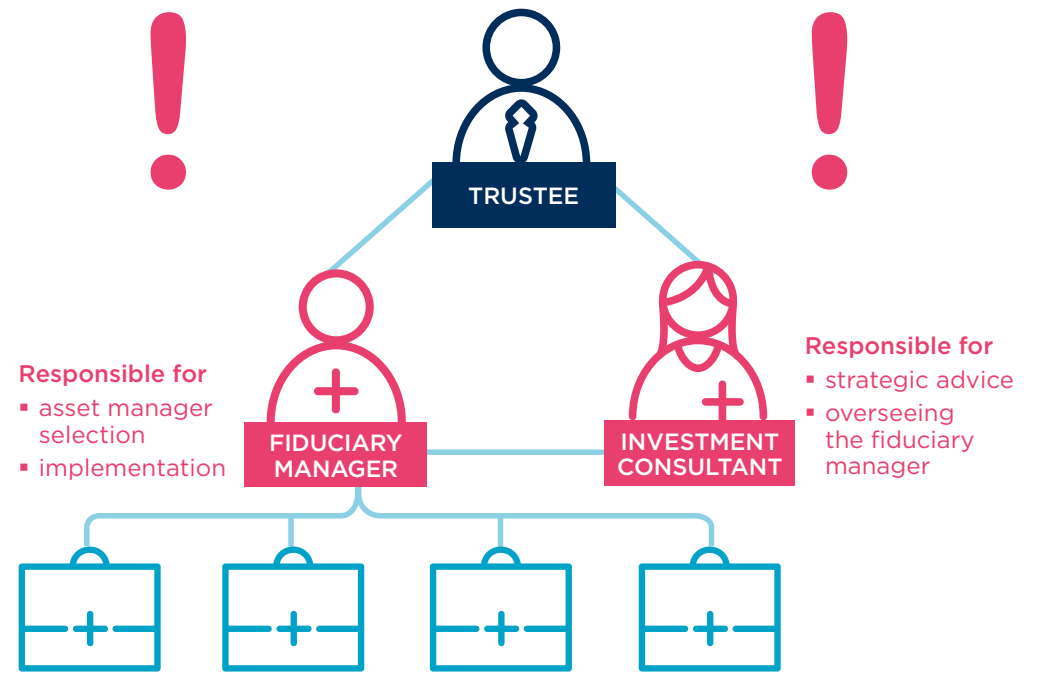 TRUSTEE
Responsible for
▪ asset manager
selection
▪ implementation
FIDUCIARY
MANAGER
INVESTMENT
CONSULTANT
Responsible for
▪ strategic advice
▪ overseeing
the fiduciary
manager